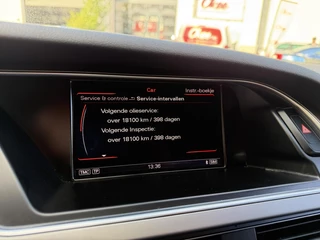 Car
Instr.-boekje
Service & controle Service-intervallen
Volgende olieservice:
over 18100 km / 398 dagen
Volgende Inspectie:
over 18100 km / 398 dagen
TMC TP 13:36